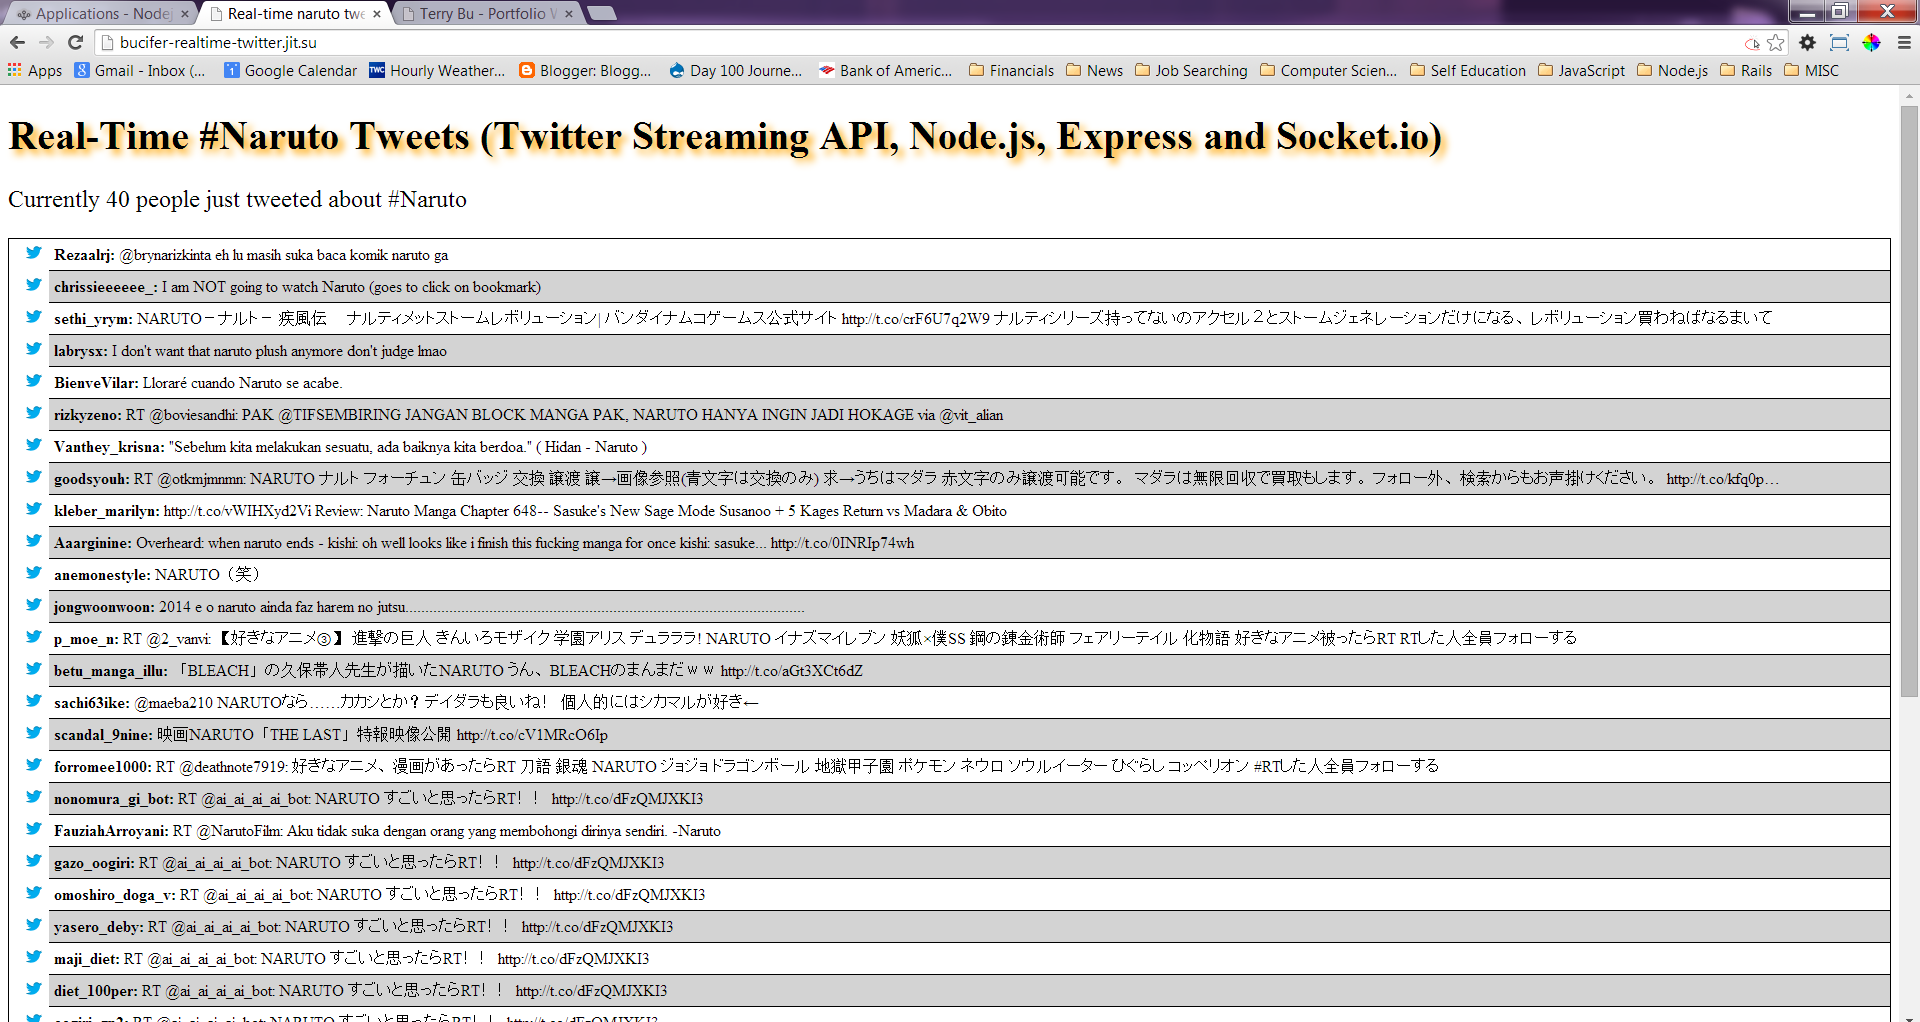 Applications - Nodej
Real-time naruto twe
Terry Bu - Portfolio W
bucifer-realtime-twitter.jit.su
Apps Gmail - Inbox (... Google Calendar Hourly Weather... Blogger: Blogg... Day 100 Journe... Bank of Americ... Financials News Job Searching Computer Scien... Self Education JavaScript Node.js Rails MISC
Real-Time #Naruto Tweets (Twitter Streaming API, Node.js, Express and Socket.io)
Currently 40 people just tweeted about #Naruto
Rezaalrj: @brynarizkinta eh lu masih suka baca komik naruto ga
chrissieeeeee_: I am NOT going to watch Naruto (goes to click on bookmark)
sethi_yrym: NARUTO－ナルト－ 疾風伝　ナルティメットストームレボリューション| バンダイナムコゲームス公式サイト http://t.co/crF6U7q2W9 ナルティシリーズ持ってないのアクセル２とストームジェネレーションだけになる、レボリューション買わねばなるまいて
labrysx: I don't want that naruto plush anymore don't judge lmao
BienveVilar: Lloraré cuando Naruto se acabe.
rizkyzeno: RT @boviesandhi: PAK @TIFSEMBIRING JANGAN BLOCK MANGA PAK, NARUTO HANYA INGIN JADI HOKAGE via @vit_alian
Vanthey_krisna: "Sebelum kita melakukan sesuatu, ada baiknya kita berdoa." ( Hidan - Naruto )
goodsyouh: RT @otkmjmnmn: NARUTO ナルト フォーチュン 缶バッジ 交換 譲渡 譲→画像参照(青文字は交換のみ) 求→うちはマダラ 赤文字のみ譲渡可能です。 マダラは無限回収で買取もします。フォロー外、検索からもお声掛けください。 http://t.co/kfq0p…
kleber_marilyn: http://t.co/vWIHXyd2Vi Review: Naruto Manga Chapter 648-- Sasuke's New Sage Mode Susanoo + 5 Kages Return vs Madara & Obito
Aaarginine: Overheard: when naruto ends - kishi: oh well looks like i finish this fucking manga for once kishi: sasuke... http://t.co/0INRIp74wh
anemonestyle: NARUTO（笑）
jongwoonwoon: 2014 e o naruto ainda faz harem no jutsu....................................................................................................
p_moe_n: RT @2_vanvi: 【好きなアニメ③】 進撃の巨人 きんいろモザイク 学園アリス デュラララ! NARUTO イナズマイレブン 妖狐×僕SS 鋼の錬金術師 フェアリーテイル 化物語 好きなアニメ被ったらRT RTした人全員フォローする
betu_manga_illu: 「BLEACH」の久保帯人先生が描いたNARUTO うん、BLEACHのまんまだｗｗ http://t.co/aGt3XCt6dZ
sachi63ike: @maeba210 NARUTOなら……カカシとか？デイダラも良いね！ 個人的にはシカマルが好き←
scandal_9nine: 映画NARUTO「THE LAST」特報映像公開 http://t.co/cV1MRcO6Ip
forromee1000: RT @deathnote7919: 好きなアニメ、漫画があったらRT 刀語 銀魂 NARUTO ジョジョ ドラゴンボール 地獄甲子園 ポケモン ネウロ ソウルイーター ひぐらし コッペリオン #RTした人全員フォローする
nonomura_gi_bot: RT @ai_ai_ai_ai_bot: NARUTO すごいと思ったらRT！！ http://t.co/dFzQMJXKI3
FauziahArroyani: RT @NarutoFilm: Aku tidak suka dengan orang yang membohongi dirinya sendiri. -Naruto
gazo_oogiri: RT @ai_ai_ai_ai_bot: NARUTO すごいと思ったらRT！！ http://t.co/dFzQMJXKI3
omoshiro_doga_v: RT @ai_ai_ai_ai_bot: NARUTO すごいと思ったらRT！！ http://t.co/dFzQMJXKI3
yasero_deby: RT @ai_ai_ai_ai_bot: NARUTO すごいと思ったらRT！！ http://t.co/dFzQMJXKI3
maji_diet: RT @ai_ai_ai_ai_bot: NARUTO すごいと思ったらRT！！ http://t.co/dFzQMJXKI3
diet_100per: RT @ai_ai_ai_ai_bot: NARUTO すごいと思ったらRT！！ http://t.co/dFzQMJXKI3
RT @ai_ai_ai_ai_bot: NARUTO すごいと思ったらRT！！ http://t.co/dFzQMJXKI3